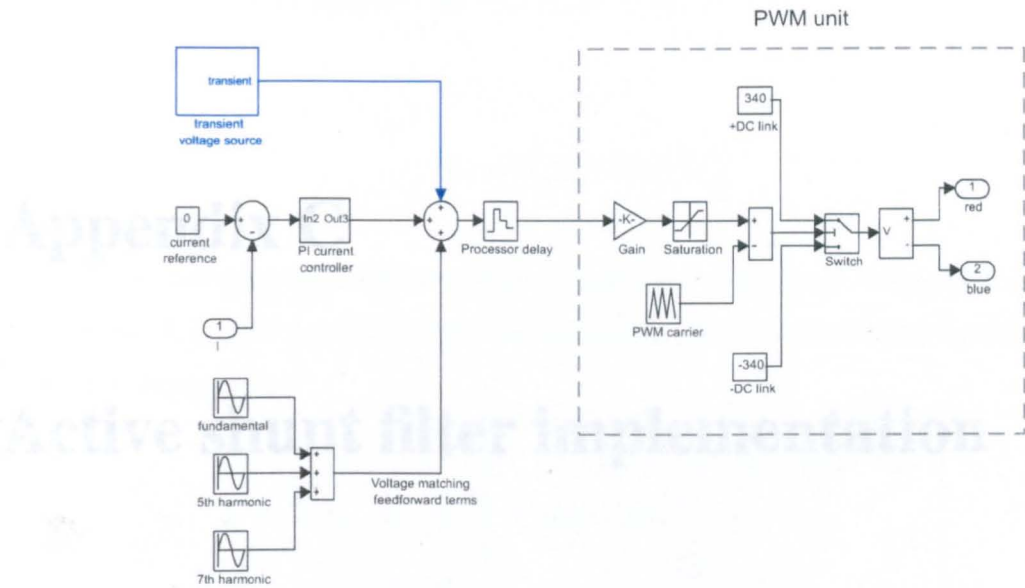 PWM unit
transient
transient
voltage source
340
+DC link
1
red
0
current
reference
+
-
In2 Out3
PI current
controller
+
+
+
Processor delay
-K-
Gain
Saturation
+
-
Switch
V
+
-
2
blue
PWM carrier
-340
-DC link
1
I
fundamental
5th harmonic
7th harmonic
+
+
+
Voltage matching
feedforward terms
Appendix C
Active shunt filter implementation